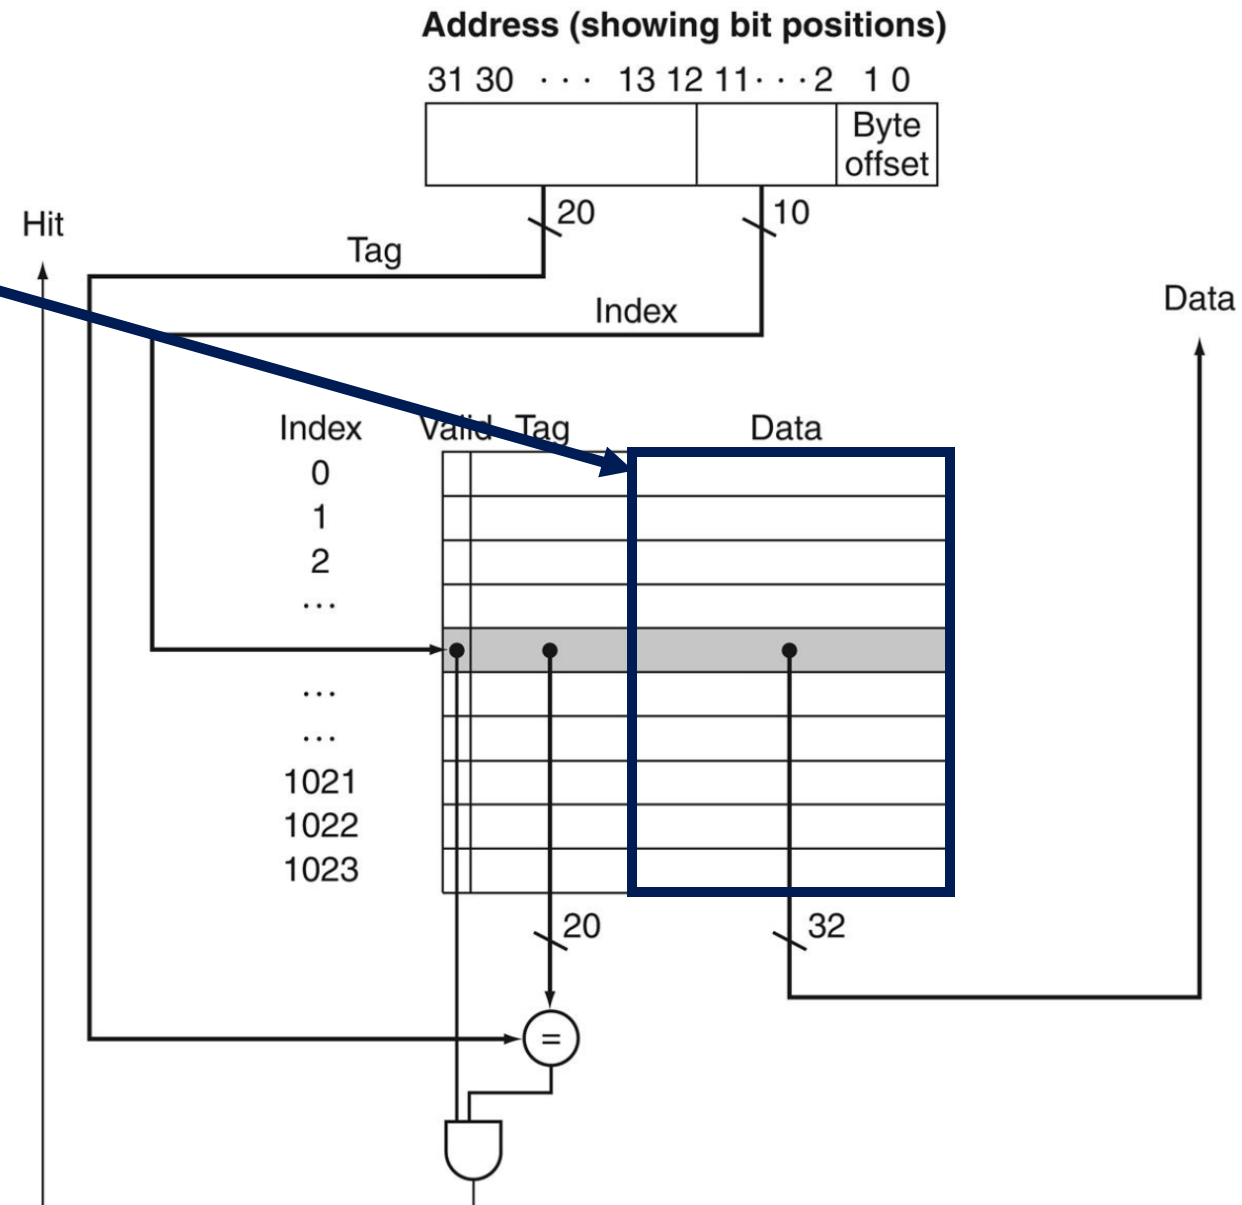 Address (showing bit positions)
31 30 · · · 13 12 11 · · · 2 1 0
Byte
offset
20
10
Hit
Tag
Index
Data
Index Valid Tag Data
0
1
2
...
...
...
1021
1022
1023
20
32
=